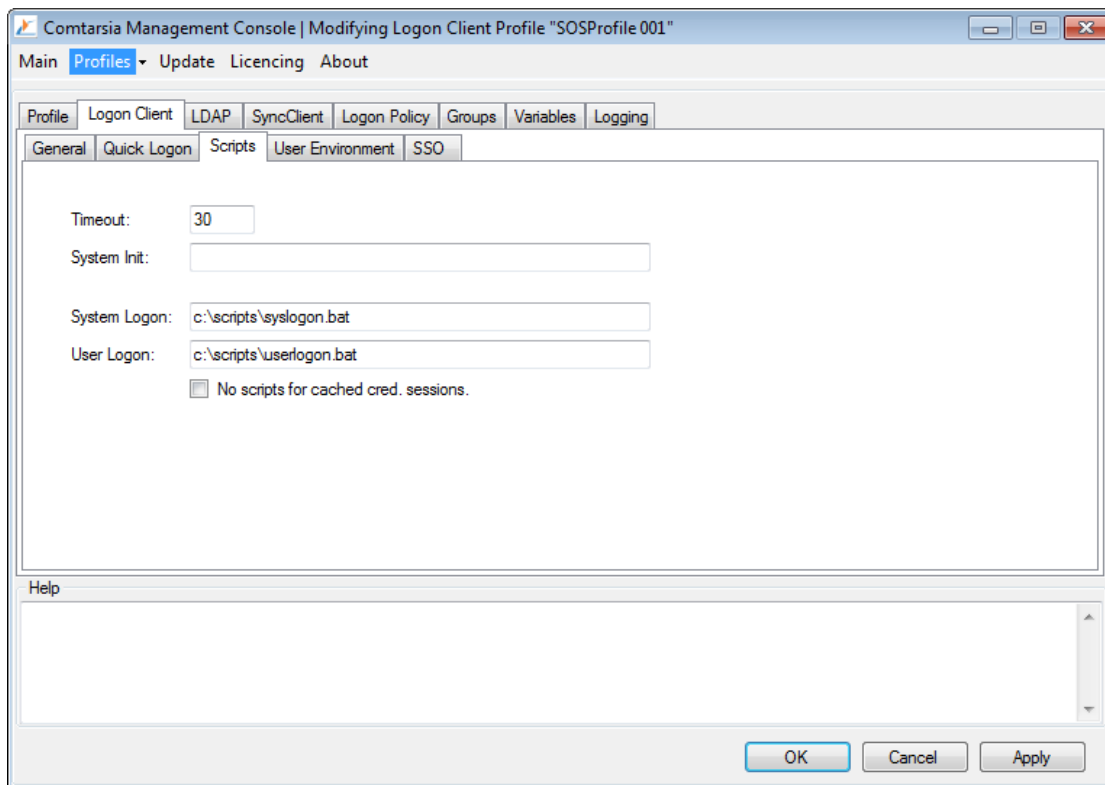 Comtarsia Management Console | Modifying Logon Client Profile "SOSProfile 001"
Main Profiles Update Licencing About
Profile Logon Client LDAP SyncClient Logon Policy Groups Variables Logging
General Quick Logon Scripts User Environment SSO
Timeout: 30
System Init:
System Logon: c:\scripts\syslogon.bat
User Logon: c:\scripts\userlogon.bat
No scripts for cached cred. sessions.
Help
OK Cancel Apply